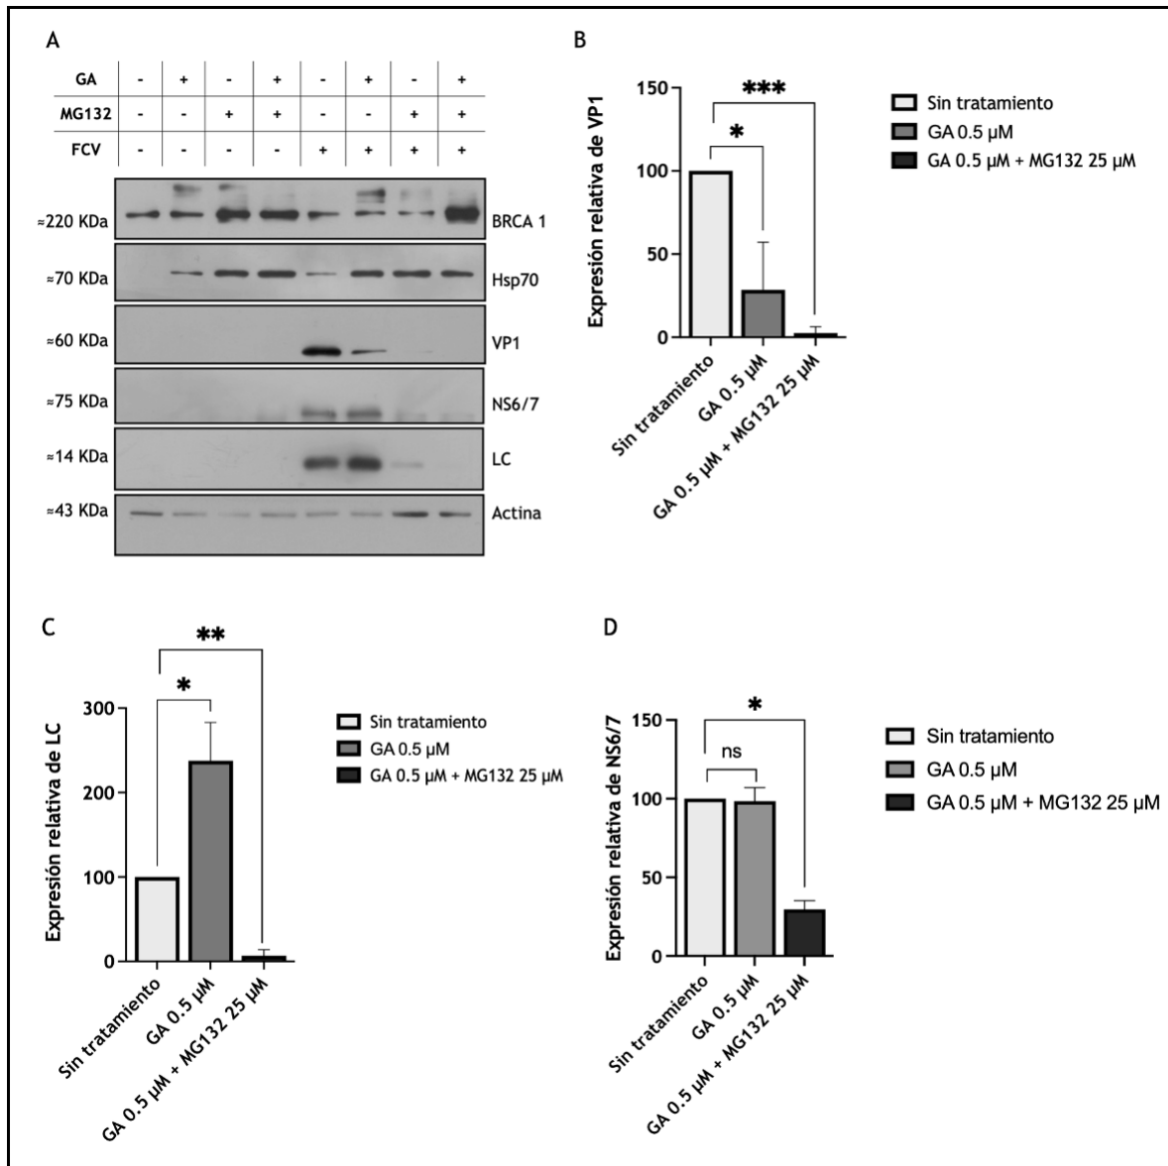 A
GA - + - + - + - +
MG132 - - + + - - + +
FCV - - - - + + + +
≈220 KDa BRCA 1
≈70 KDa Hsp70
≈60 KDa VP1
≈75 KDa NS6/7
≈14 KDa LC
≈43 KDa Actina
B
Expresión relativa de VP1
150
100
50
0
***
*
Sin tratamiento
GA 0.5 µM
GA 0.5 µM + MG132 25 µM
Sin tratamiento
GA 0.5 µM
GA 0.5 µM + MG132 25 µM
C
Expresión relativa de LC
300
200
100
0
**
*
Sin tratamiento
GA 0.5 µM
GA 0.5 µM + MG132 25 µM
Sin tratamiento
GA 0.5 µM
GA 0.5 µM + MG132 25 µM
D
Expresión relativa de NS6/7
150
100
50
0
*
ns
Sin tratamiento
GA 0.5 µM
GA 0.5 µM + MG132 25 µM
Sin tratamiento
GA 0.5 µM
GA 0.5 µM + MG132 25 µM